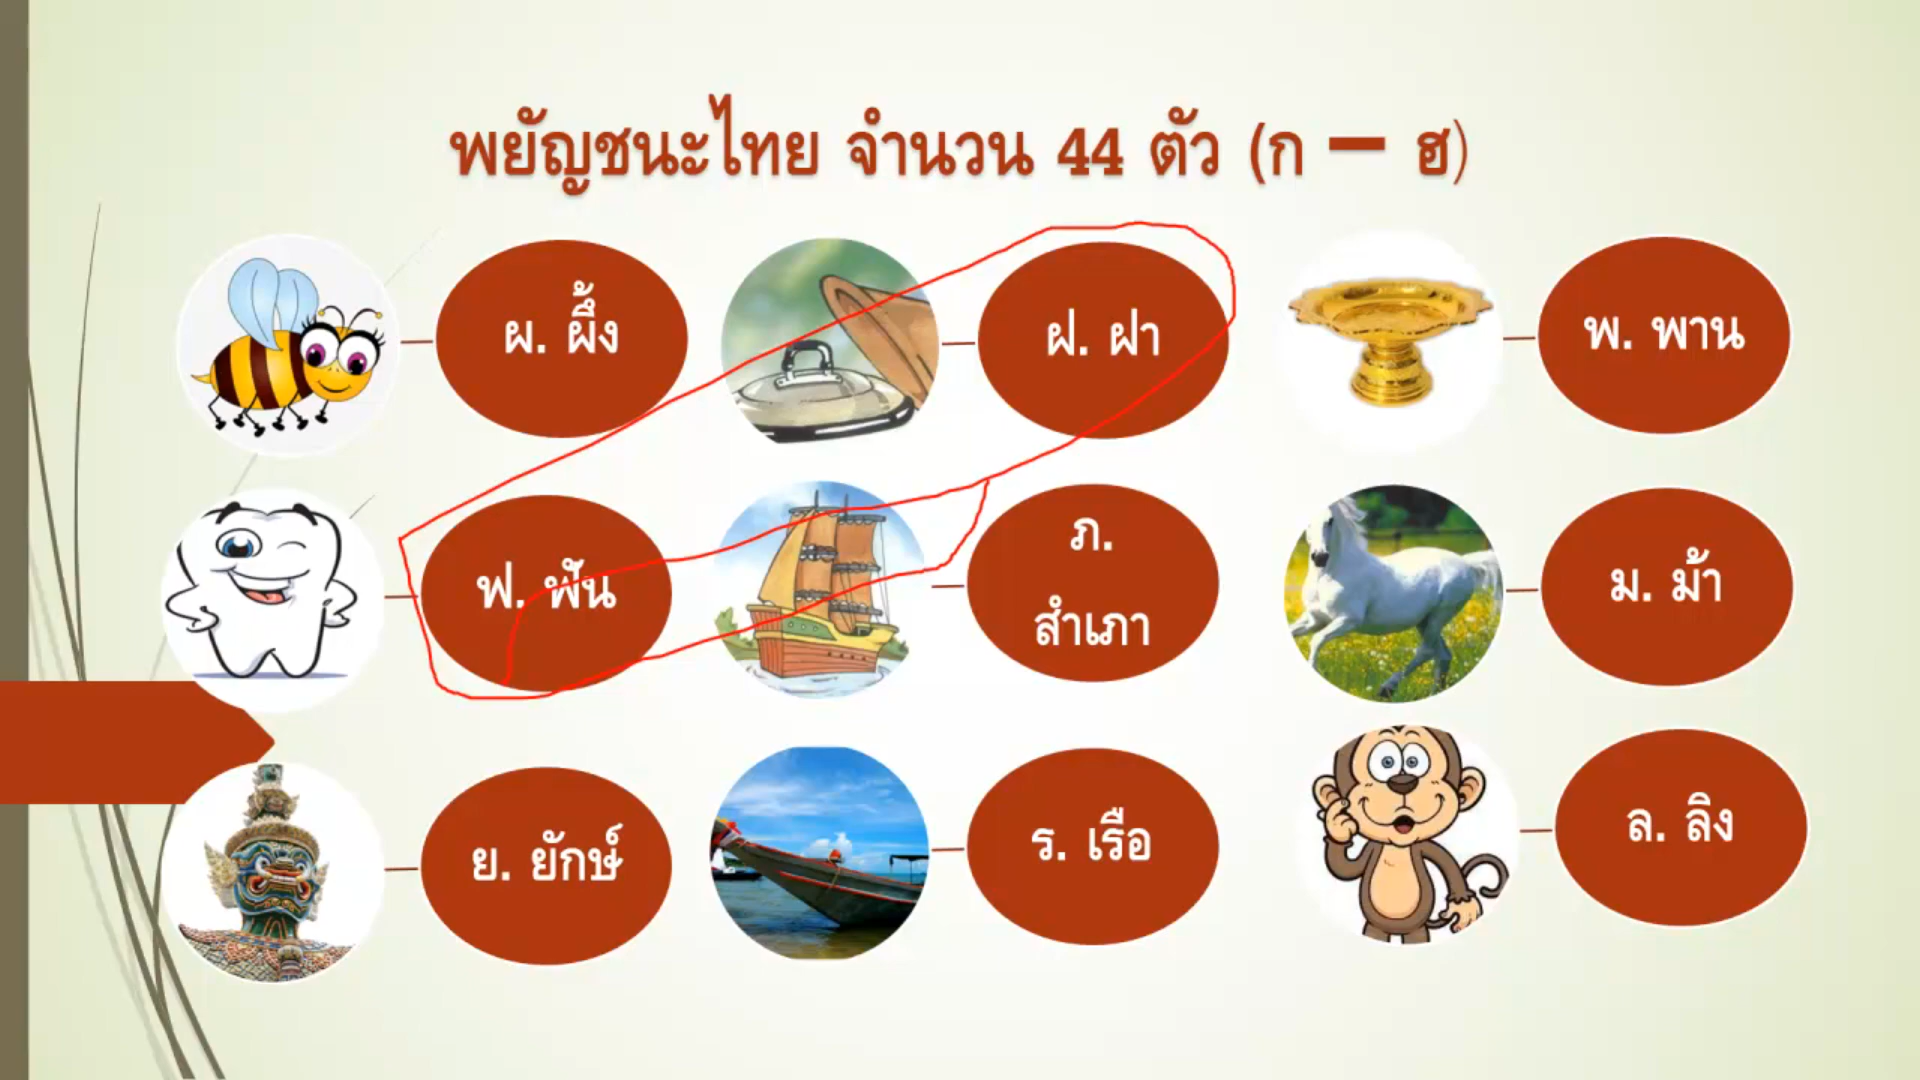 พยัญชนะไทย จำนวน 44 ตัว (ก – ฮ)
ผ. ผึ้ง
ฝ. ฝา
พ. พาน
ฟ. ฟัน
ภ.
สำเภา
ม. ม้า
ย. ยักษ์
ร. เรือ
ล. ลิง